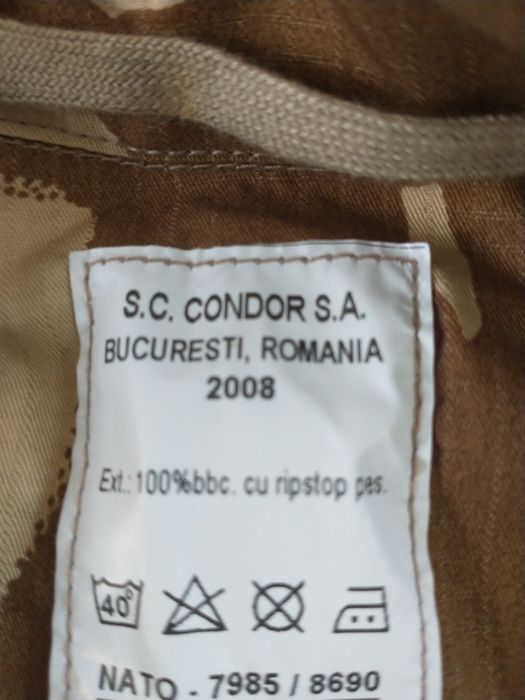 S.C. CONDOR S.A.
BUCURESTI, ROMANIA
2008
Ext.: 100%bbc. cu ripstop pes.
40°
NATO - 7985 / 8690